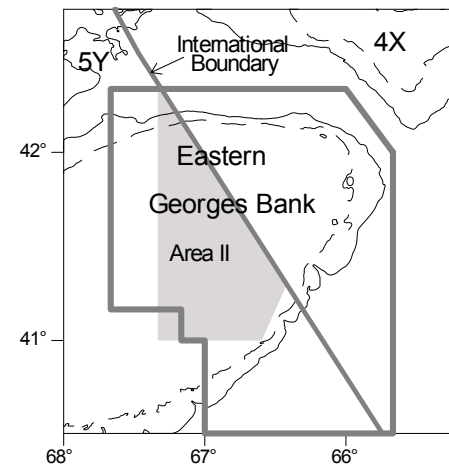 5Y
International
Boundary
4X
42°
Eastern
Georges Bank
Area II
41°
68°
67°
66°